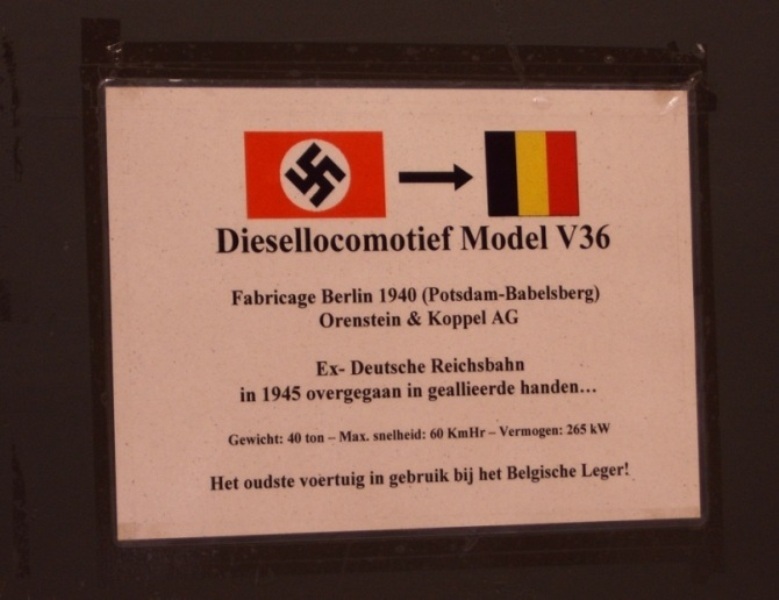 Diesellocomotief Model V36
Fabricage Berlin 1940 (Potsdam-Babelsberg)
Orenstein & Koppel AG
Ex- Deutsche Reichsbahn
in 1945 overgegaan in geallieerde handen...
Gewicht: 40 ton – Max. snelheid: 60 KmHr – Vermogen: 265 kW
Het oudste voertuig in gebruik bij het Belgische Leger!